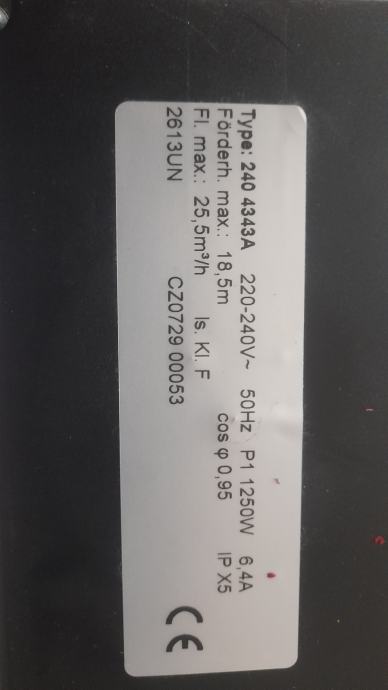 Type: 240 4343A 220-240V~ 50Hz P1 1250W 6,4A
Förderh. max.: 18,5m cos φ 0,95 IP X5
Fl. max.: 25,5m³/h Is. Kl. F
2613UN CZ0729 00053 CE